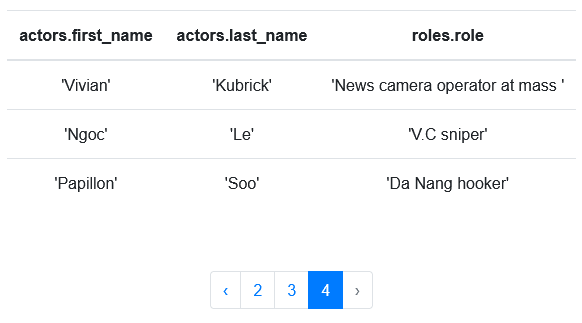 actors.first_name actors.last_name roles.role
'Vivian' 'Kubrick' 'News camera operator at mass '
'Ngoc' 'Le' 'V.C sniper'
'Papillon' 'Soo' 'Da Nang hooker'
‹ 2 3 4 ›